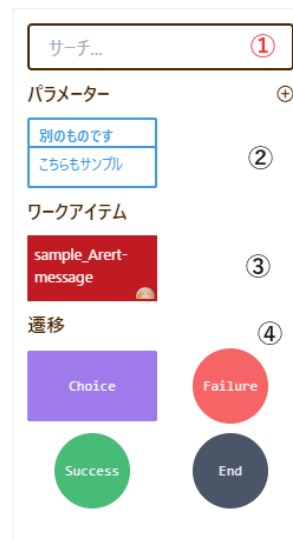 サーチ... ①
パラメーター ⊕
別のものです
こちらもサンプル
②
ワークアイテム
sample_Arert-
message
③
遷移 ④
Choice Failure
Success End